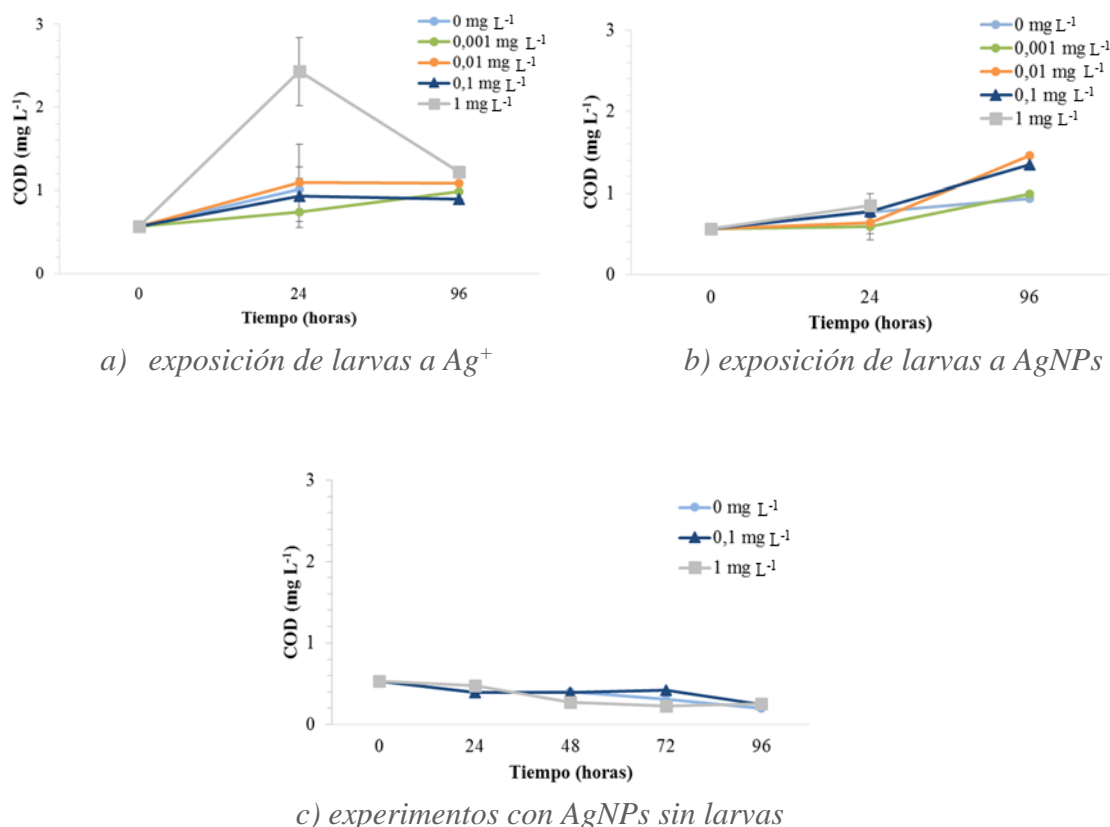 3
2
1
0
COD (mg L-1)
0 mg L-1
0,001 mg L-1
0,01 mg L-1
0,1 mg L-1
1 mg L-1
0
24
96
Tiempo (horas)
a) exposición de larvas a Ag+
3
2
1
0
COD (mg L-1)
0 mg L-1
0,001 mg L-1
0,01 mg L-1
0,1 mg L-1
1 mg L-1
0
24
96
Tiempo (horas)
b) exposición de larvas a AgNPs
3
2
1
0
COD (mg L-1)
0 mg L-1
0,1 mg L-1
1 mg L-1
0
24
48
72
96
Tiempo (horas)
c) experimentos con AgNPs sin larvas